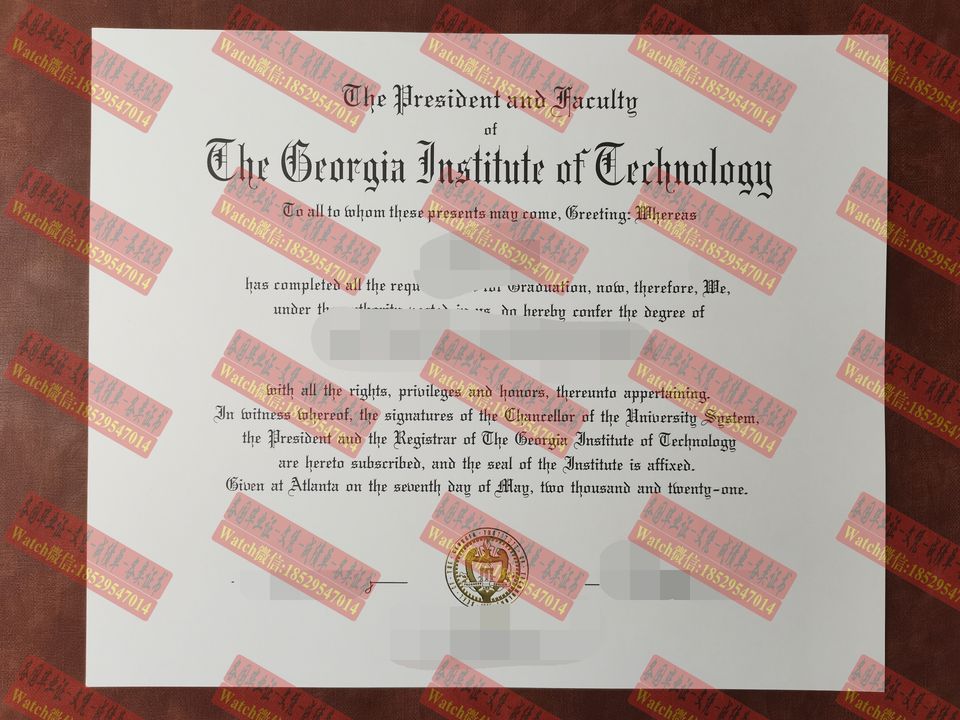 The President and Faculty
of
The Georgia Institute of Technology
To all to whom these presents may come, Greeting: Whereas
has completed all the for Graduation, now, therefore, We,
under do hereby confer the degree of
with all the rights, privileges and honors, thereunto appertaining.
In witness whereof, the signatures of the Chancellor of the University System,
the President and the Registrar of The Georgia Institute of Technology
are hereto subscribed, and the seal of the Institute is affixed.
Given at Atlanta on the seventh day of May, two thousand and twenty-one.
Watch微信:18529547014